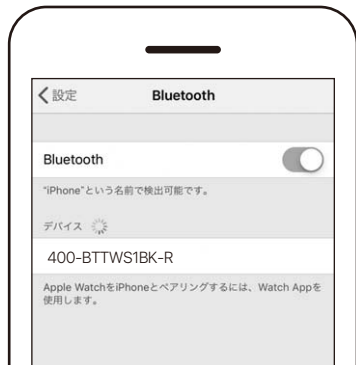 設定 Bluetooth
Bluetooth
"iPhone"という名前で検出可能です。
デバイス
400-BTTWS1BK-R
Apple WatchをiPhoneとペアリングするには、Watch Appを
使用します。